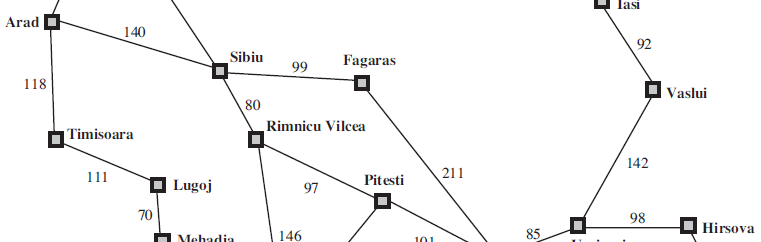 Iasi
Arad
140
92
Sibiu
Fagaras
99
118
Vaslui
80
Timisoara
Rimnicu Vilcea
142
111
211
Lugoj
97
Pitesti
70
98
Hirsova
85
146
Mehadia
101